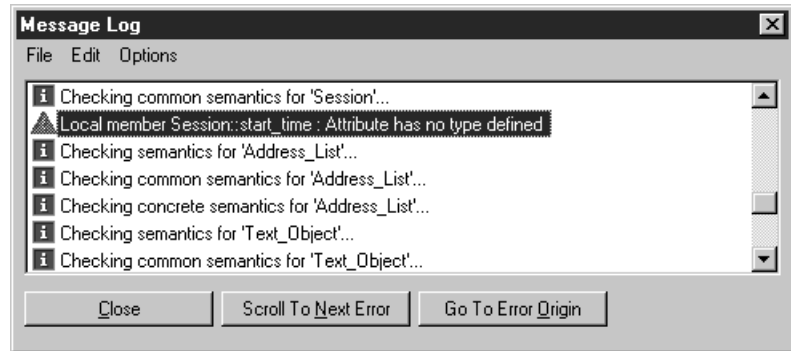 Message Log
File Edit Options
Checking common semantics for 'Session'...
Local member Session::start_time : Attribute has no type defined
Checking semantics for 'Address_List'...
Checking common semantics for 'Address_List'...
Checking concrete semantics for 'Address_List'...
Checking semantics for 'Text_Object'...
Checking common semantics for 'Text_Object'...
Close Scroll To Next Error Go To Error Origin